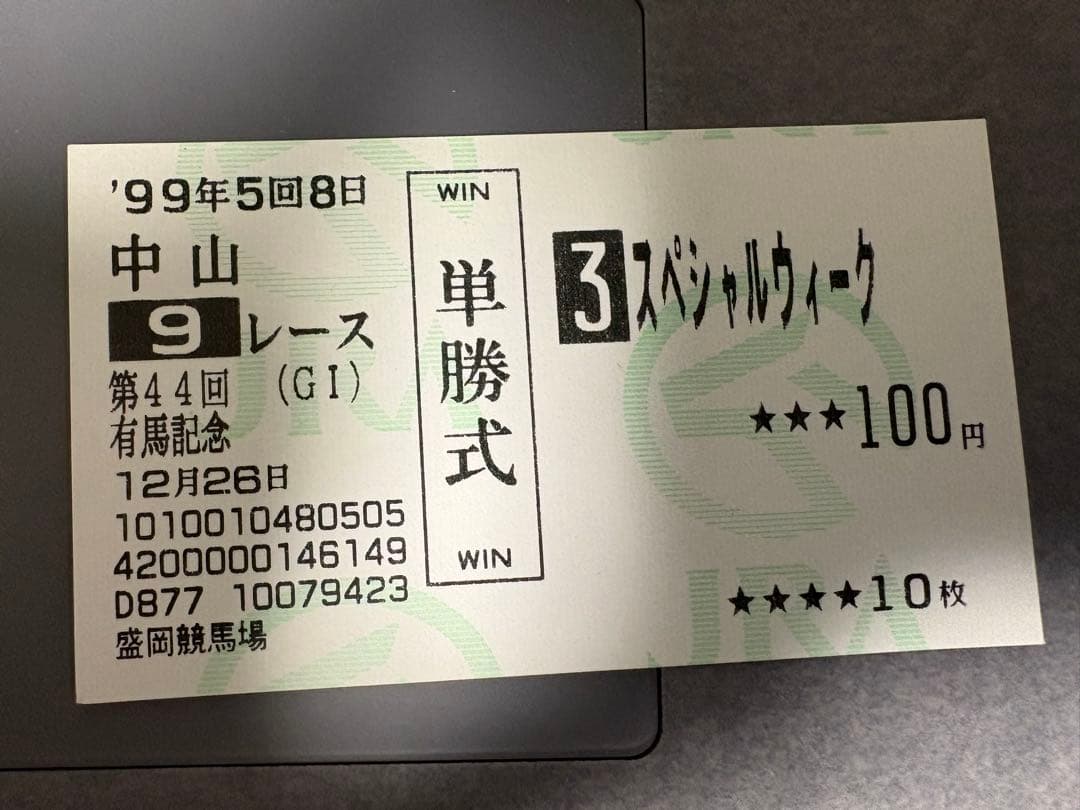 '99年5回8日
中山
9レース
第44回 (GI)
有馬記念
12月26日
1010010480505
4200000146149
D877 10079423
盛岡競馬場
WIN
単勝式
WIN
3 スペシャルウィーク
★★★100円
★★★★10枚
JRA